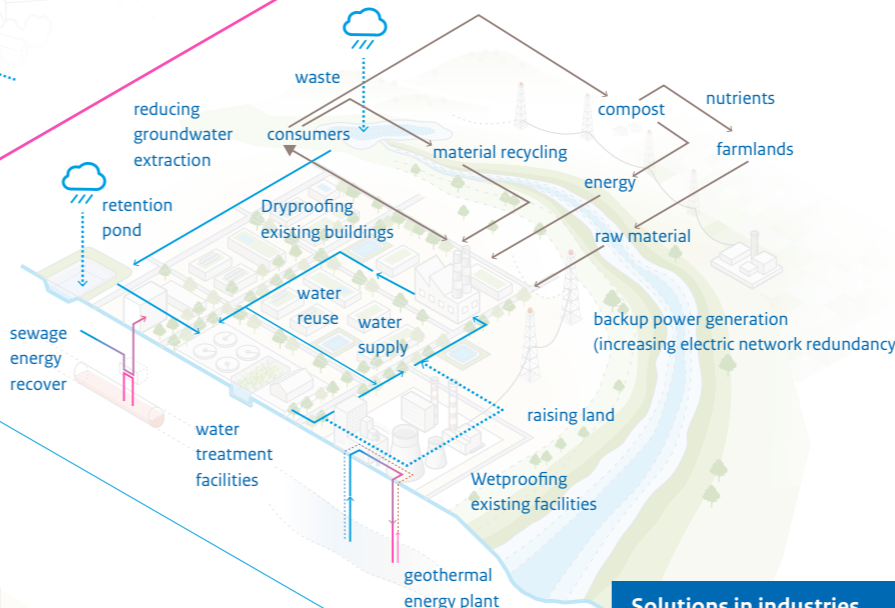 waste
reducing
groundwater
extraction
consumers
compost
nutrients
material recycling
farmlands
energy
retention
pond
Dryproofing
existing buildings
raw material
water
reuse
water
supply
backup power generation
(increasing electric network redundancy
sewage
energy
recover
raising land
water
treatment
facilities
Wetproofing
existing facilities
geothermal
energy plant
Solutions in industries